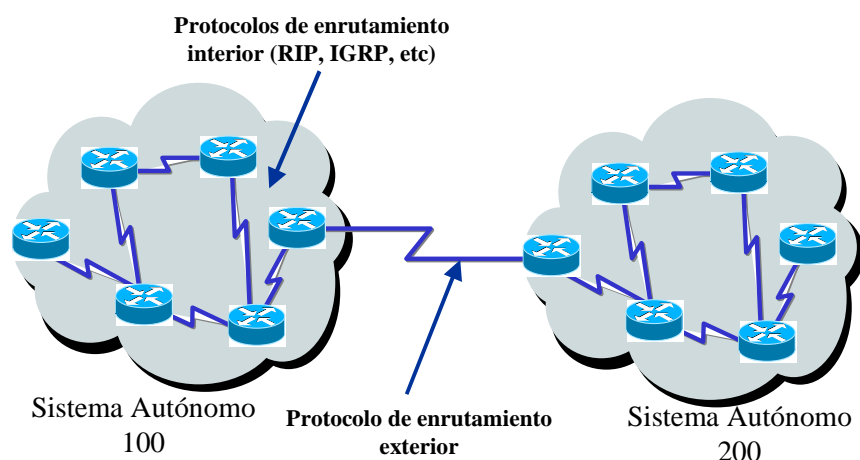 Protocolos de enrutamiento
interior (RIP, IGRP, etc)
Sistema Autónomo
100
Protocolo de enrutamiento
exterior
Sistema Autónomo
200